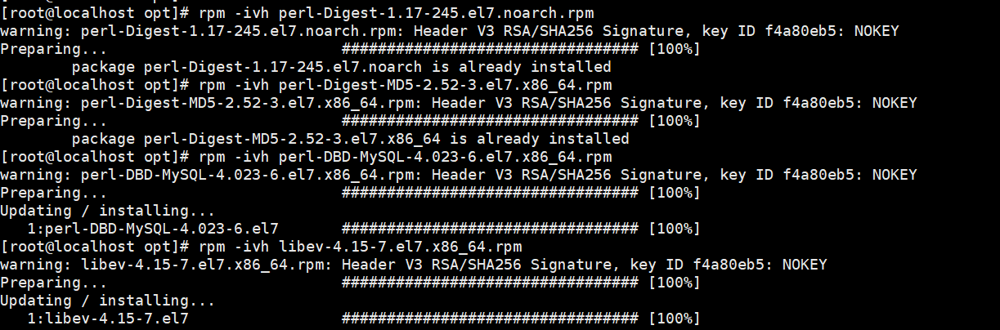 [root@localhost opt]# rpm -ivh perl-Digest-1.17-245.el7.noarch.rpm
warning: perl-Digest-1.17-245.el7.noarch.rpm: Header V3 RSA/SHA256 Signature, key ID f4a80eb5: NOKEY
Preparing...                          ################################# [100%]
        package perl-Digest-1.17-245.el7.noarch is already installed
[root@localhost opt]# rpm -ivh perl-Digest-MD5-2.52-3.el7.x86_64.rpm
warning: perl-Digest-MD5-2.52-3.el7.x86_64.rpm: Header V3 RSA/SHA256 Signature, key ID f4a80eb5: NOKEY
Preparing...                          ################################# [100%]
        package perl-Digest-MD5-2.52-3.el7.x86_64 is already installed
[root@localhost opt]# rpm -ivh perl-DBD-MySQL-4.023-6.el7.x86_64.rpm
warning: perl-DBD-MySQL-4.023-6.el7.x86_64.rpm: Header V3 RSA/SHA256 Signature, key ID f4a80eb5: NOKEY
Preparing...                          ################################# [100%]
Updating / installing...
   1:perl-DBD-MySQL-4.023-6.el7       ################################# [100%]
[root@localhost opt]# rpm -ivh libev-4.15-7.el7.x86_64.rpm
warning: libev-4.15-7.el7.x86_64.rpm: Header V3 RSA/SHA256 Signature, key ID f4a80eb5: NOKEY
Preparing...                          ################################# [100%]
Updating / installing...
   1:libev-4.15-7.el7                 ################################# [100%]